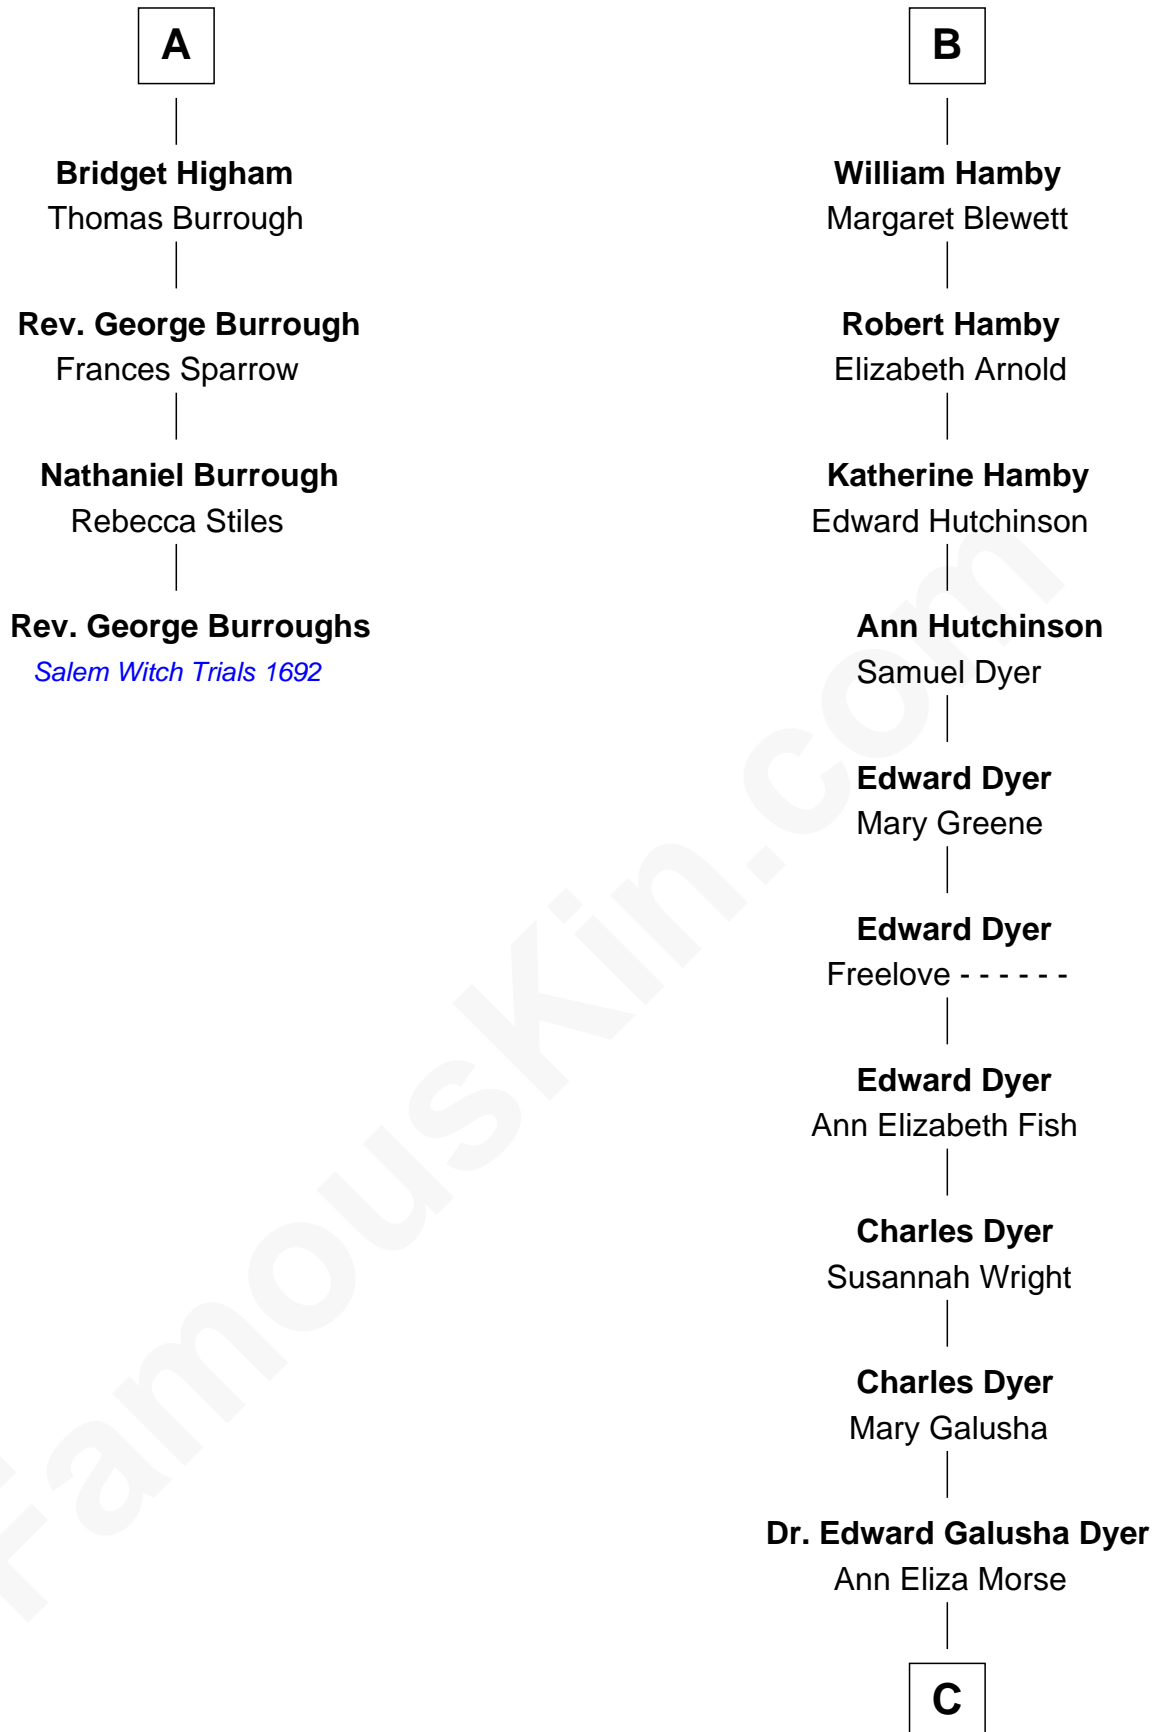 A
Bridget Higham
Thomas Burrough
Rev. George Burrough
Frances Sparrow
Nathaniel Burrough
Rebecca Stiles
Rev. George Burroughs
Salem Witch Trials 1692
B
William Hamby
Margaret Blewett
Robert Hamby
Elizabeth Arnold
Katherine Hamby
Edward Hutchinson
Ann Hutchinson
Samuel Dyer
Edward Dyer
Mary Greene
Edward Dyer
Freelove - - - - - -
Edward Dyer
Ann Elizabeth Fish
Charles Dyer
Susannah Wright
Charles Dyer
Mary Galusha
Dr. Edward Galusha Dyer
Ann Eliza Morse
C
FamousKin.com